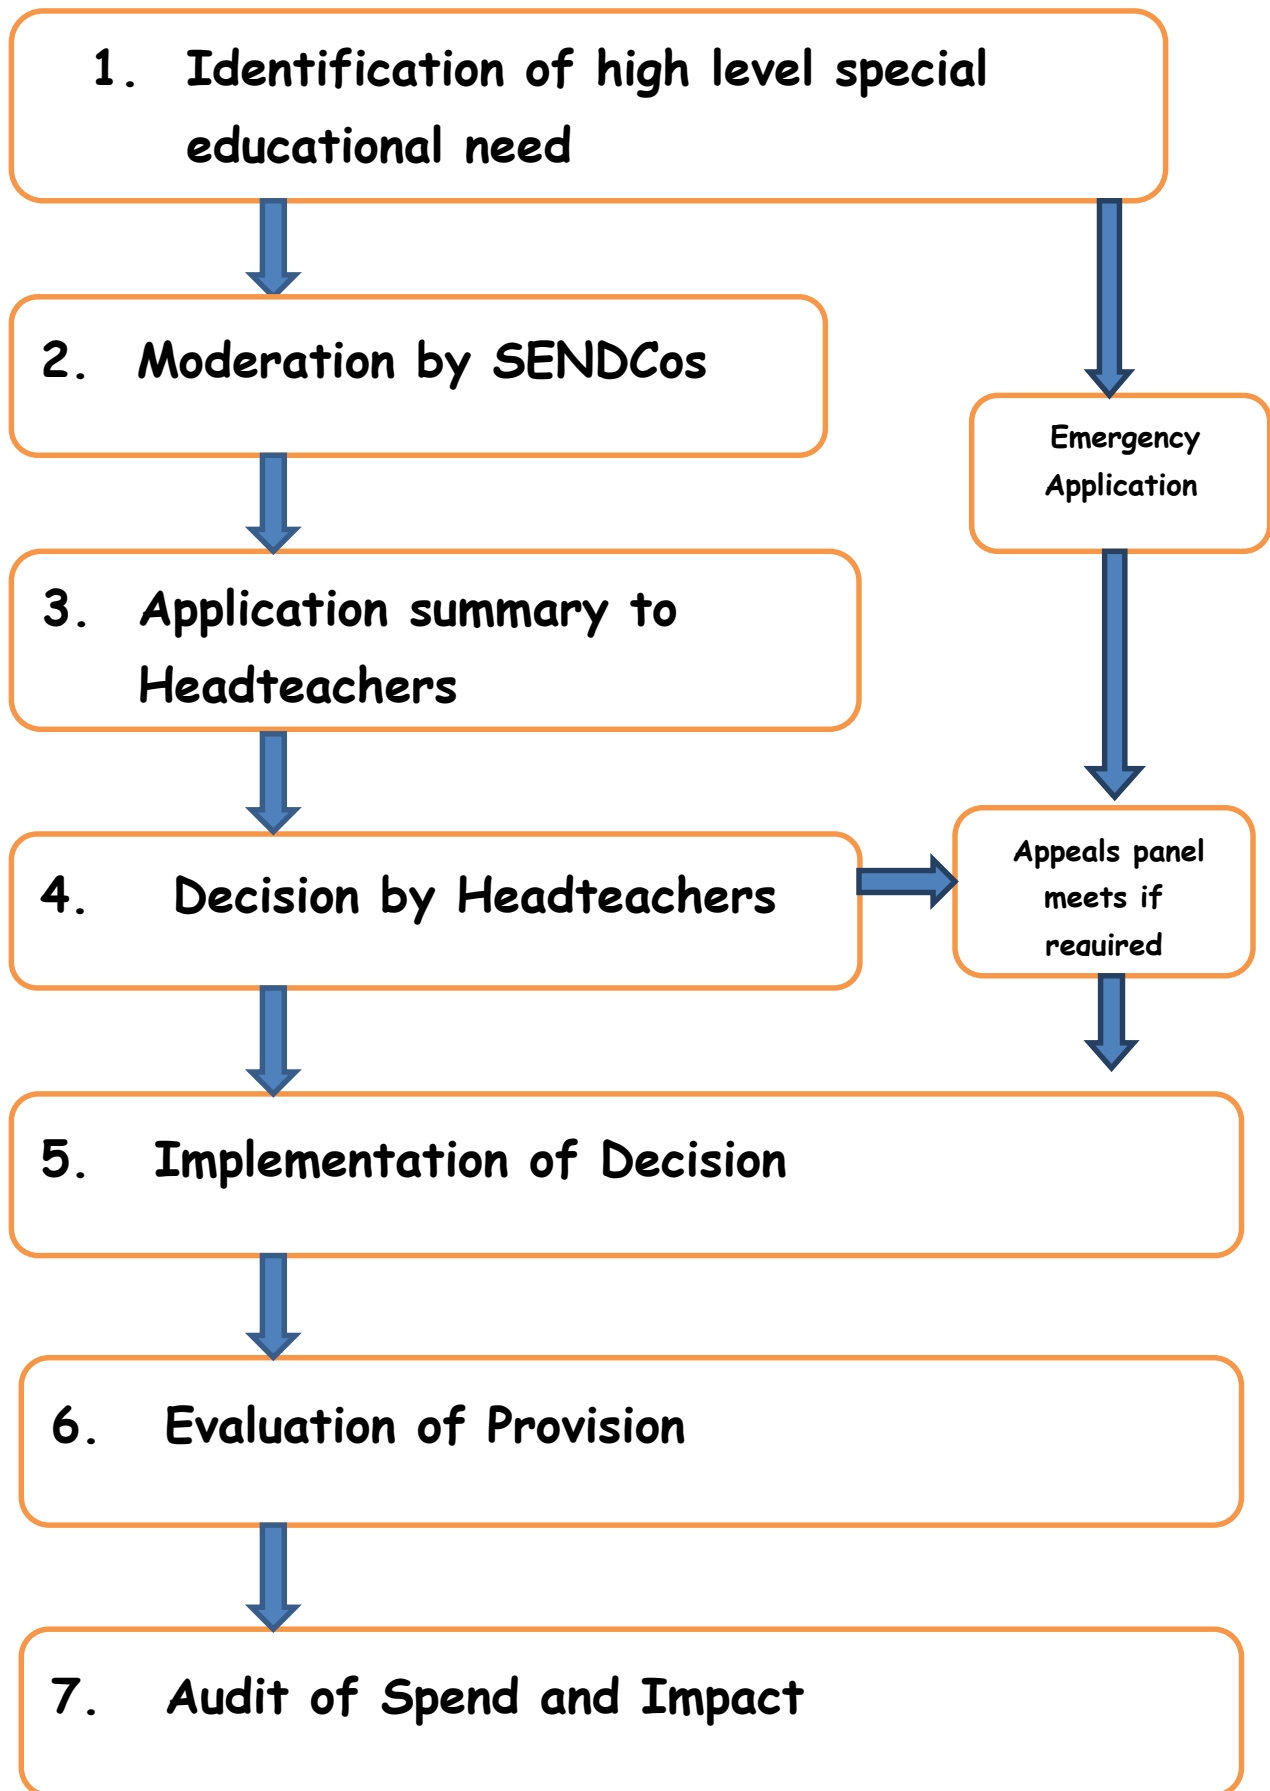 1. Identification of high level special
educational need
2. Moderation by SENDCos
Emergency
Application
3. Application summary to
Headteachers
4. Decision by Headteachers
Appeals panel
meets if
required
5. Implementation of Decision
6. Evaluation of Provision
7. Audit of Spend and Impact